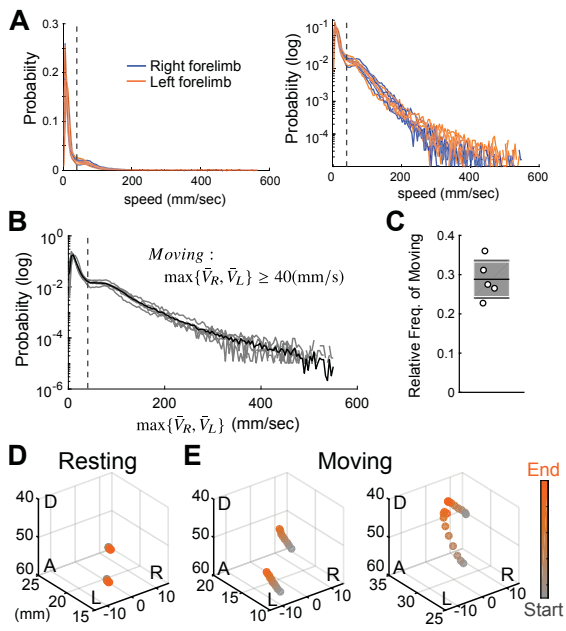 A
0.3
0.2
0.1
0
Probabiity
Right forelimb
Left forelimb
0 200 400 600
speed (mm/sec)
10-1
10-2
10-3
10-4
Probabiity (log)
0 200 400 600
speed (mm/sec)
B
100
10-2
10-4
10-6
Probabiity (log)
Moving :
max{V̄R, V̄L} ≥ 40(mm/s)
0 200 400 600
max{V̄R, V̄L} (mm/sec)
C
0.4
0.3
0.2
0.1
0
Relative Freq. of Moving
D Resting
40
50
60
D
A
L
R
25
20
15
(mm)
-10 0 10
E Moving
40
50
60
D
A
L
R
20
15
10
-10 0 10
40
50
60
D
A
L
R
35
30
25
-10 0 10
End
Start